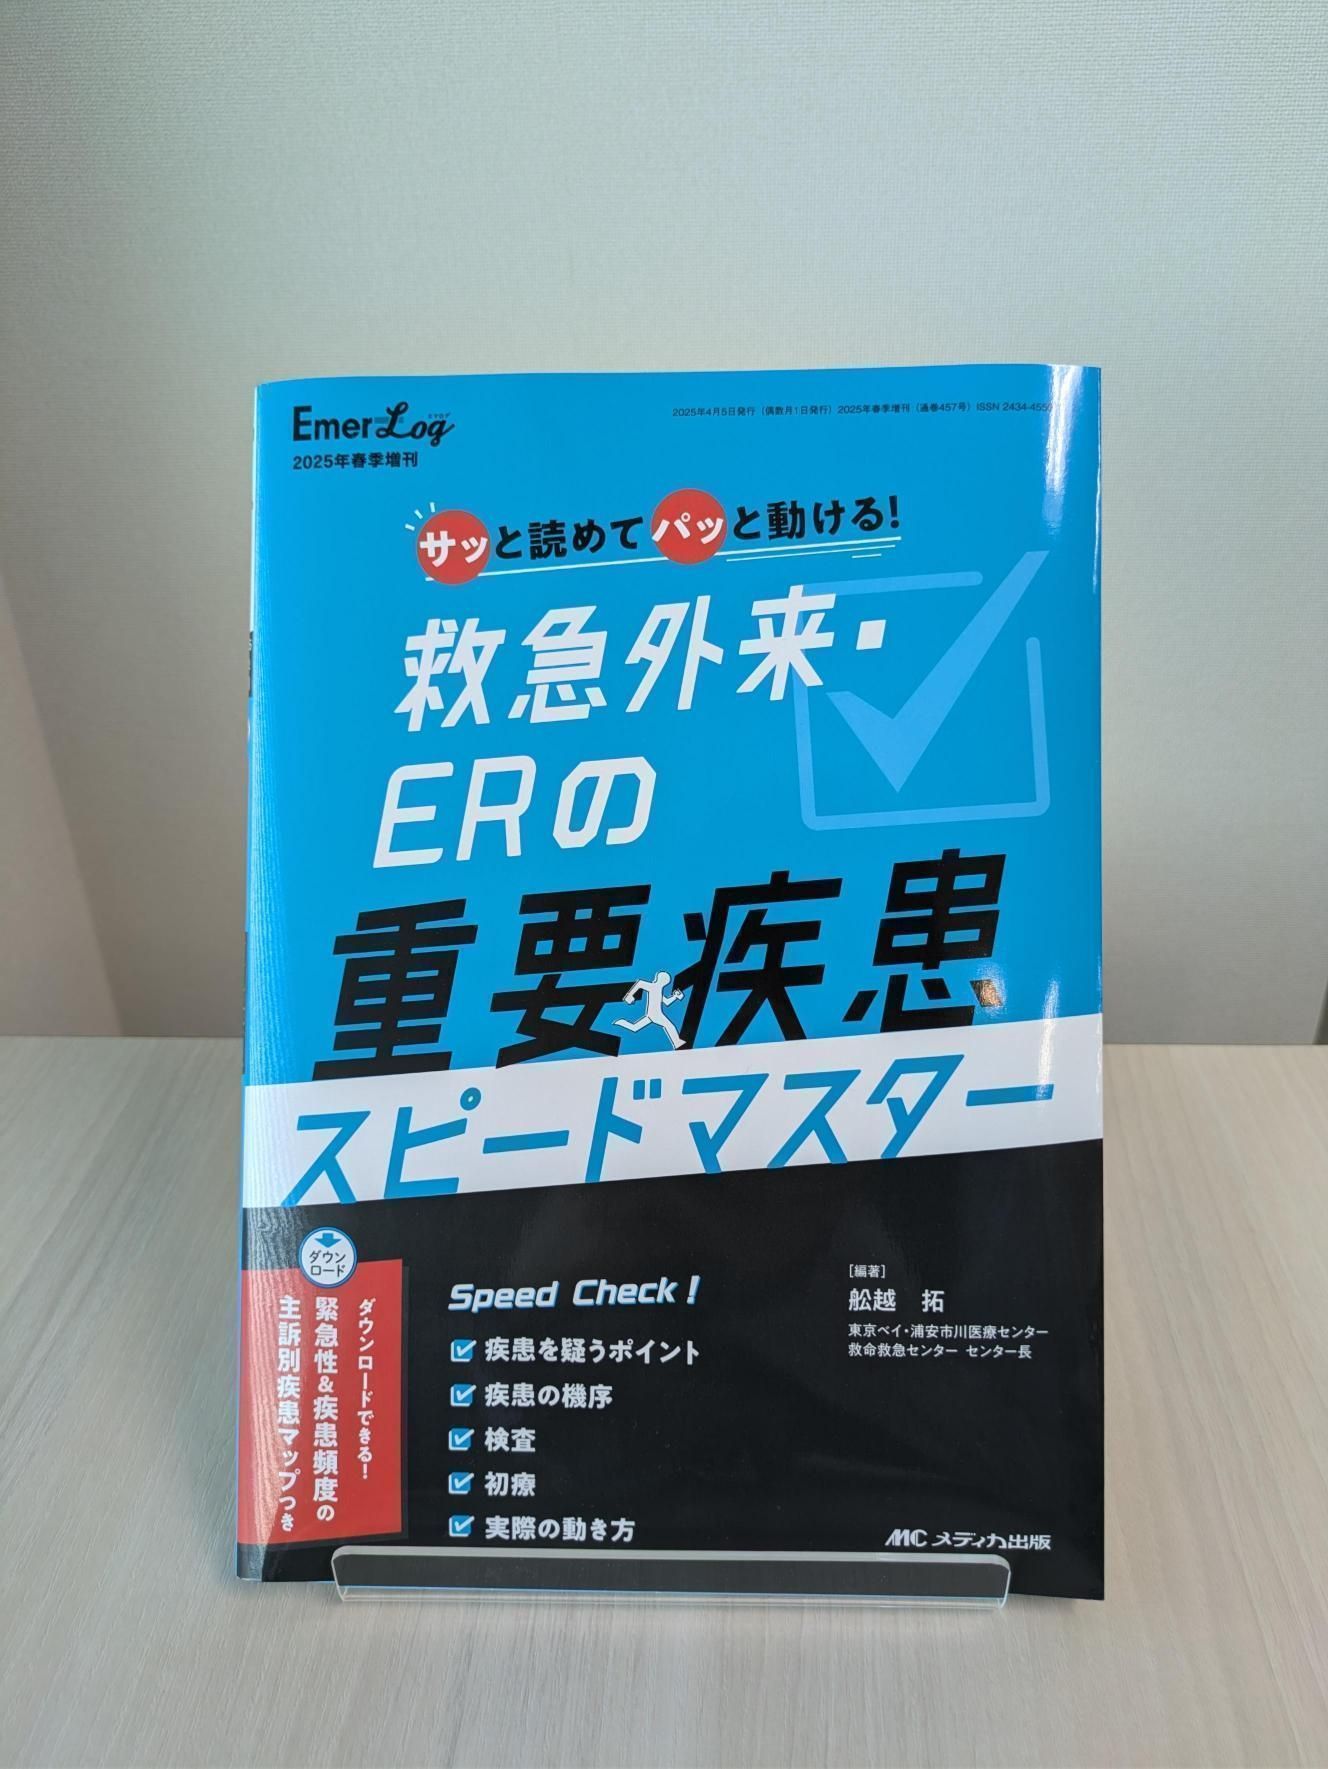 EmerLog
エマログ
2025年春季増刊
2025年4月5日発行（偶数月1日発行）2025年春季増刊（通巻457号）ISSN 2434-4550
サッと読めてパッと動ける！
救急外来・
ERの
重要疾患
スピードマスター
ダウン
ロード
ダウンロードできる！
緊急性&疾患頻度の
主訴別疾患マップつき
Speed Check！
疾患を疑うポイント
疾患の機序
検査
初療
実際の動き方
［編著］
舩越　拓
東京ベイ・浦安市川医療センター
救命救急センター センター長
MC メディカ出版